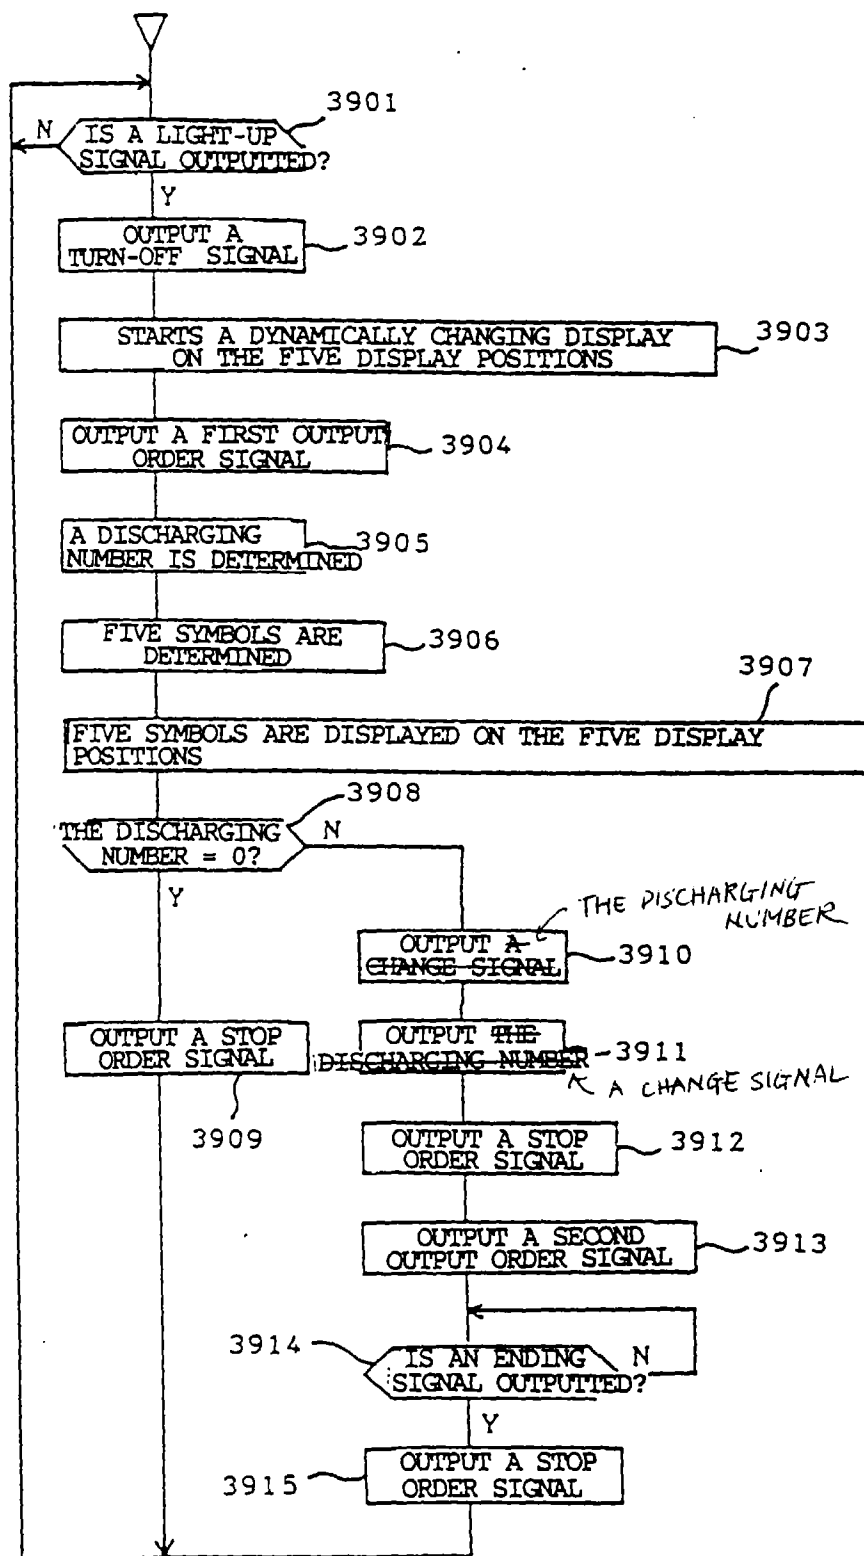 3901
N
IS A LIGHT-UP
SIGNAL OUTPUTTED?
Y
OUTPUT A
TURN-OFF SIGNAL
3902
STARTS A DYNAMICALLY CHANGING DISPLAY
ON THE FIVE DISPLAY POSITIONS
3903
OUTPUT A FIRST OUTPUT
ORDER SIGNAL
3904
A DISCHARGING
NUMBER IS DETERMINED
3905
FIVE SYMBOLS ARE
DETERMINED
3906
3907
FIVE SYMBOLS ARE DISPLAYED ON THE FIVE DISPLAY
POSITIONS
3908
THE DISCHARGING
NUMBER = 0?
N
Y
THE DISCHARGING
NUMBER
OUTPUT A
CHANGE SIGNAL
3910
OUTPUT A STOP
ORDER SIGNAL
3909
OUTPUT THE
DISCHARGING NUMBER
3911
A CHANGE SIGNAL
OUTPUT A STOP
ORDER SIGNAL
3912
OUTPUT A SECOND
OUTPUT ORDER SIGNAL
3913
3914
IS AN ENDING
SIGNAL OUTPUTTED?
N
Y
OUTPUT A STOP
ORDER SIGNAL
3915